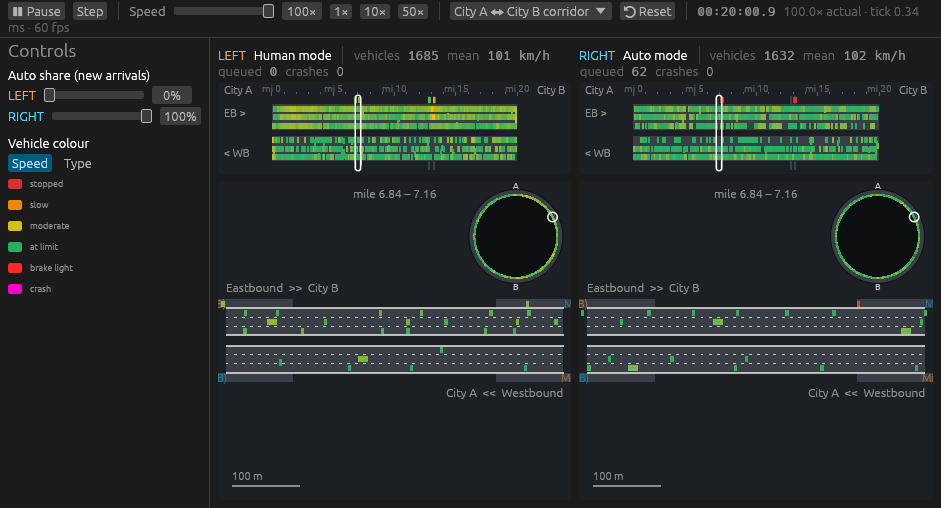 Pause Step Speed 100× 1× 10× 50× City A ⬌ City B corridor Reset 00:20:00.9 100.0× actual · tick 0.34
ms · 60 fps
Controls
Auto share (new arrivals)
LEFT 0%
RIGHT 100%
Vehicle colour
Speed Type
stopped
slow
moderate
at limit
brake light
crash
LEFT Human mode vehicles 1685 mean 101 km/h
queued 0 crashes 0
City A mi 0 mi 5 mi 10 mi 15 mi 20 City B
EB >
< WB
mile 6.84 – 7.16
A
B
Eastbound >> City B
City A << Westbound
100 m
RIGHT Auto mode vehicles 1632 mean 102 km/h
queued 62 crashes 0
City A mi 0 mi 5 mi 10 mi 15 mi 20 City B
EB >
< WB
mile 6.84 – 7.16
A
B
Eastbound >> City B
City A << Westbound
100 m